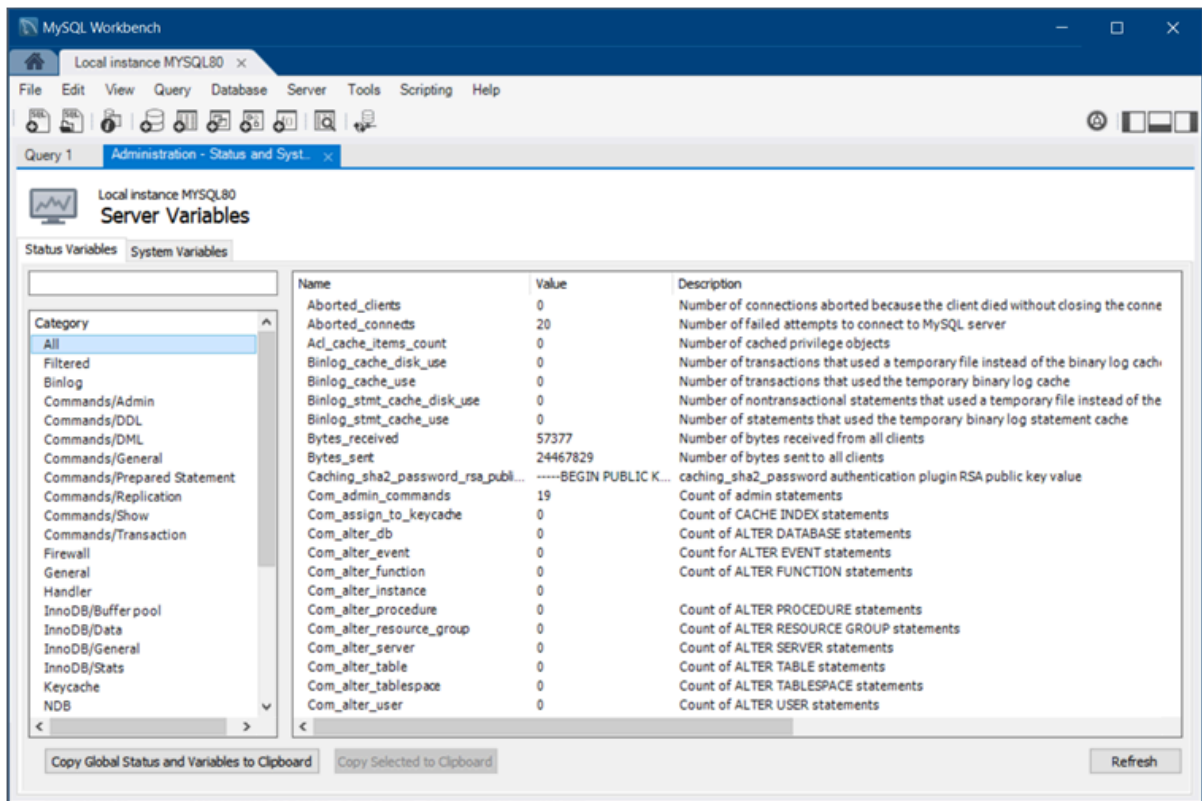 MySQL Workbench
Local instance MYSQL80
File Edit View Query Database Server Tools Scripting Help
Query 1 Administration - Status and Syst...
Local instance MYSQL80
Server Variables
Status Variables System Variables
Name Value Description
Aborted_clients 0 Number of connections aborted because the client died without closing the conne
Category Aborted_connects 20 Number of failed attempts to connect to MySQL server
All Acl_cache_items_count 0 Number of cached privilege objects
Filtered Binlog_cache_disk_use 0 Number of transactions that used a temporary file instead of the binary log cach
Binlog Binlog_cache_use 0 Number of transactions that used the temporary binary log cache
Commands/Admin Binlog_stmt_cache_disk_use 0 Number of nontransactional statements that used a temporary file instead of the
Commands/DDL Binlog_stmt_cache_use 0 Number of statements that used the temporary binary log statement cache
Commands/DML Bytes_received 57377 Number of bytes received from all clients
Commands/General Bytes_sent 24467829 Number of bytes sent to all clients
Commands/Prepared Statement Caching_sha2_password_rsa_publi... -----BEGIN PUBLIC K... caching_sha2_password authentication plugin RSA public key value
Commands/Replication Com_admin_commands 19 Count of admin statements
Commands/Show Com_assign_to_keycache 0 Count of CACHE INDEX statements
Commands/Transaction Com_alter_db 0 Count of ALTER DATABASE statements
Firewall Com_alter_event 0 Count for ALTER EVENT statements
General Com_alter_function 0 Count of ALTER FUNCTION statements
Handler Com_alter_instance 0
InnoDB/Buffer pool Com_alter_procedure 0 Count of ALTER PROCEDURE statements
InnoDB/Data Com_alter_resource_group 0 Count of ALTER RESOURCE GROUP statements
InnoDB/General Com_alter_server 0 Count of ALTER SERVER statements
InnoDB/Stats Com_alter_table 0 Count of ALTER TABLE statements
Keycache Com_alter_tablespace 0 Count of ALTER TABLESPACE statements
NDB Com_alter_user 0 Count of ALTER USER statements
Copy Global Status and Variables to Clipboard Copy Selected to Clipboard Refresh